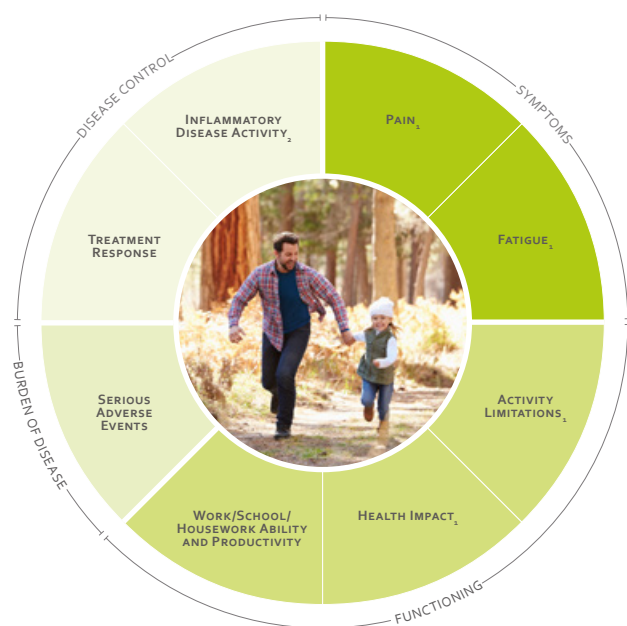 DISEASE CONTROL
SYMPTOMS
INFLAMMATORY
DISEASE ACTIVITY2
PAIN1
TREATMENT
RESPONSE
FATIGUE1
SERIOUS
ADVERSE
EVENTS
ACTIVITY
LIMITATIONS1
WORK/SCHOOL/
HOUSEWORK ABILITY
AND PRODUCTIVITY
HEALTH IMPACT1
BURDEN OF DISEASE
FUNCTIONING